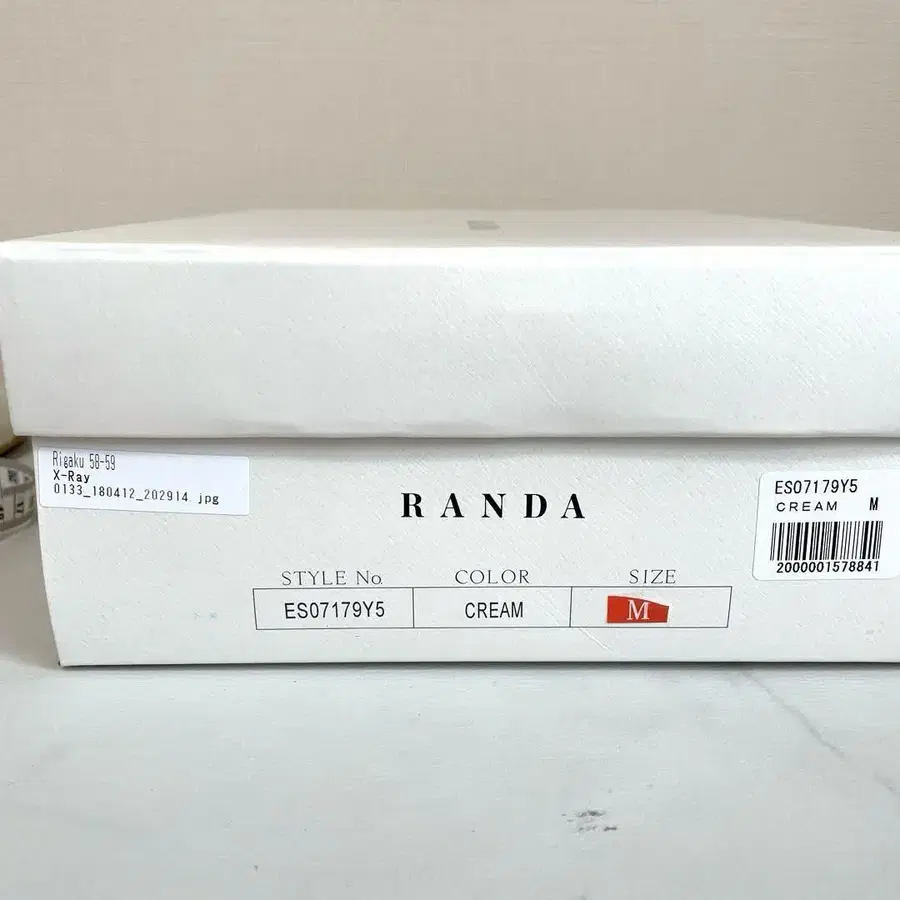 Rigaku 58-59
X-Ray
0133_180412_202914.jpg
RANDA
ES07179Y5
CREAM M
2000001578841
STYLE No. COLOR SIZE
ES07179Y5 CREAM M